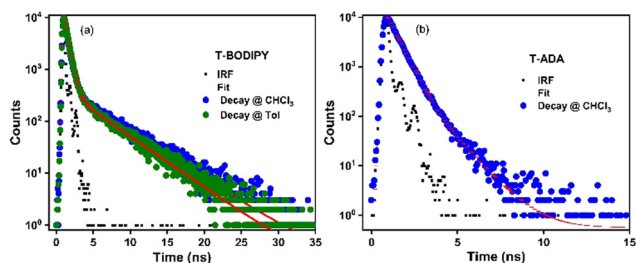 (a)
T-BODIPY
IRF
Fit
Decay @ CHCl₃
Decay @ Tol
Counts
10⁴
10³
10²
10¹
10⁰
0 5 10 15 20 25 30 35
Time (ns)
(b)
T-ADA
IRF
Fit
Decay @ CHCl₃
Counts
10⁴
10³
10²
10¹
10⁰
0 5 10 15
Time (ns)